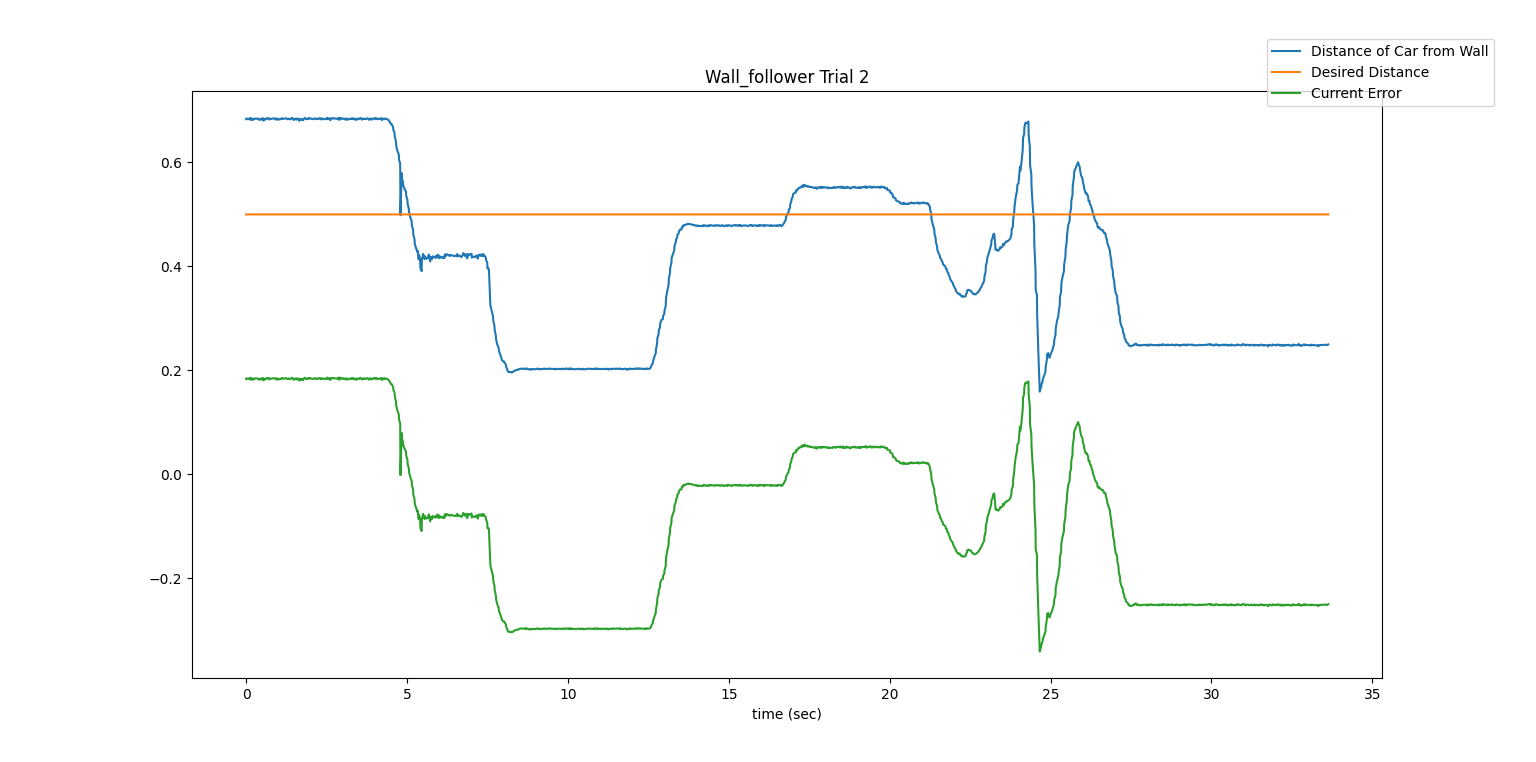 Distance of Car from Wall
Desired Distance
Current Error
Wall_follower Trial 2
0.6
0.4
0.2
0.0
−0.2
0 5 10 15 20 25 30 35
time (sec)